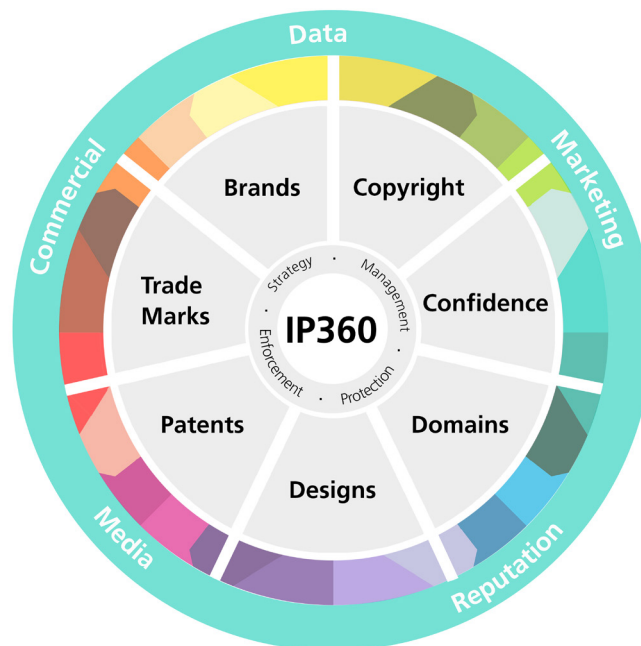 Data
Marketing
Reputation
Media
Commercial
Brands
Copyright
Confidence
Domains
Designs
Patents
Trade
Marks
Strategy · Management · Protection · Enforcement ·
IP360